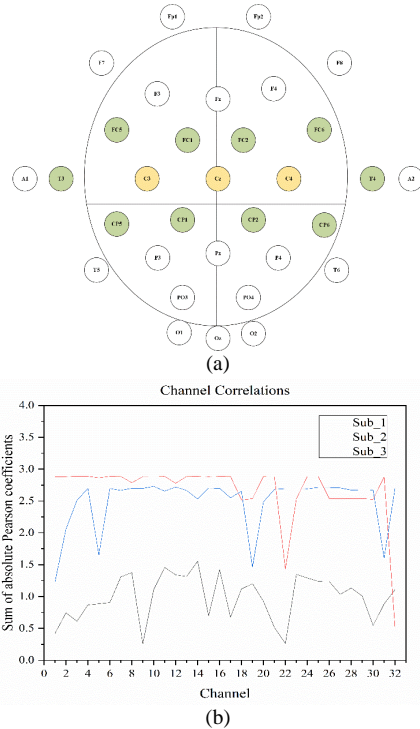 Fp1 Fp2
F7 F8
F3 Fz F4
FC5 FC1 FC2 FC6
A1 T3 C3 Cz C4 T4 A2
CP5 CP1 CP2 CP6
P3 Pz P4
T5 T6
PO3 PO4
O1 Oz O2
(a)
Channel Correlations
Sum of absolute Pearson coefficients
4.0
3.5
3.0
2.5
2.0
1.5
1.0
0.5
0.0
Sub_1
Sub_2
Sub_3
0 2 4 6 8 10 12 14 16 18 20 22 24 26 28 30 32
Channel
(b)